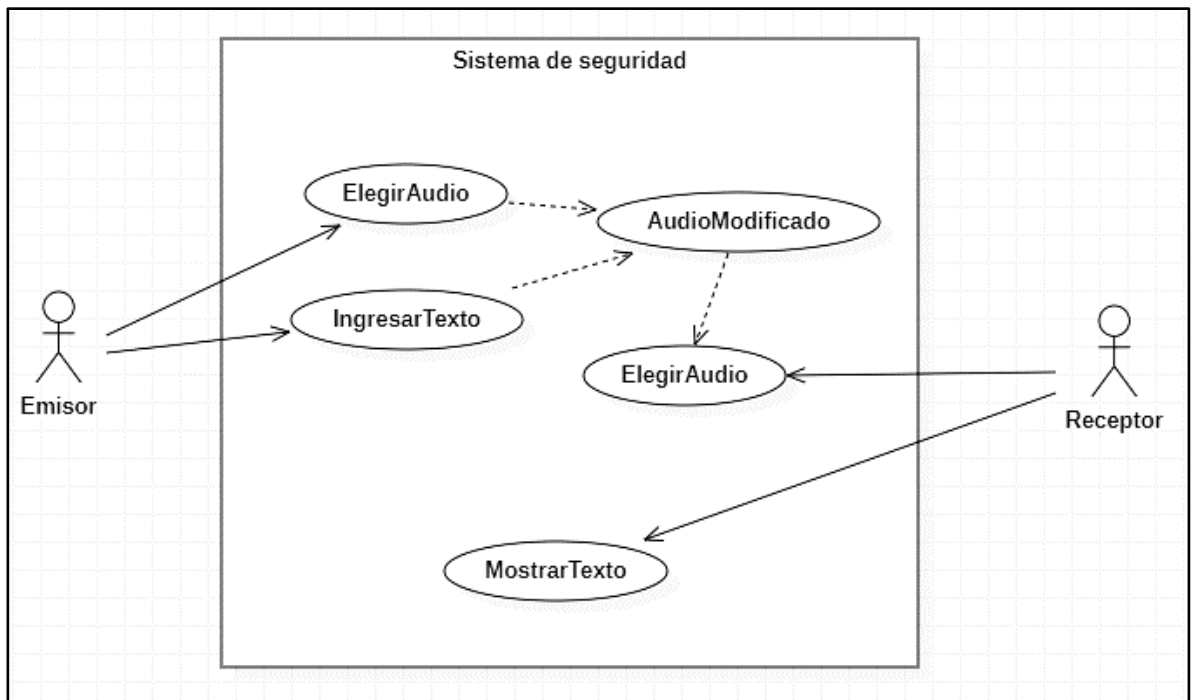 Sistema de seguridad
ElegirAudio
AudioModificado
IngresarTexto
ElegirAudio
Emisor
Receptor
MostrarTexto